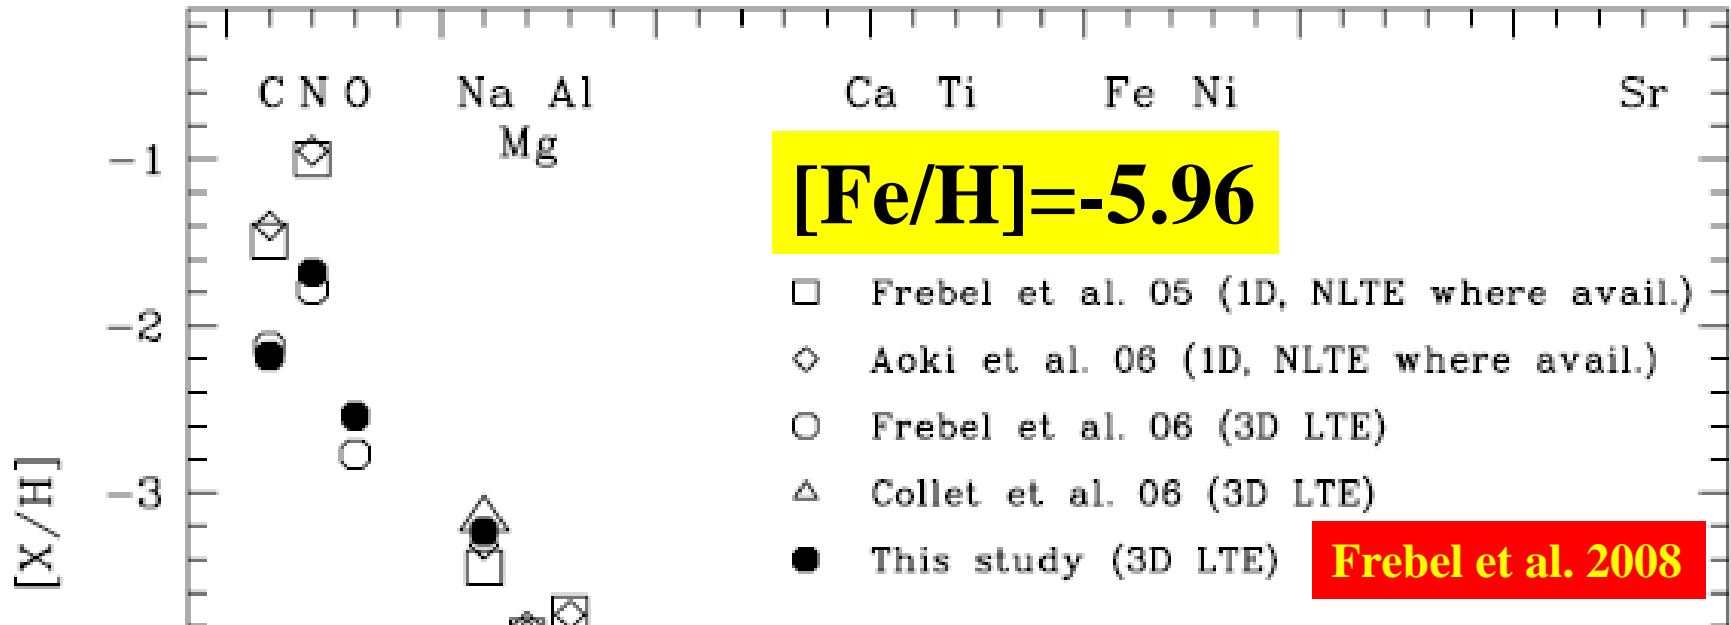 C N O Na Al Ca Ti Fe Ni Sr
Mg
-1
[Fe/H]=-5.96
Frebel et al. 05 (1D, NLTE where avail.)
-2
Aoki et al. 06 (1D, NLTE where avail.)
Frebel et al. 06 (3D LTE)
[X/H]
-3
Collet et al. 06 (3D LTE)
This study (3D LTE)
Frebel et al. 2008